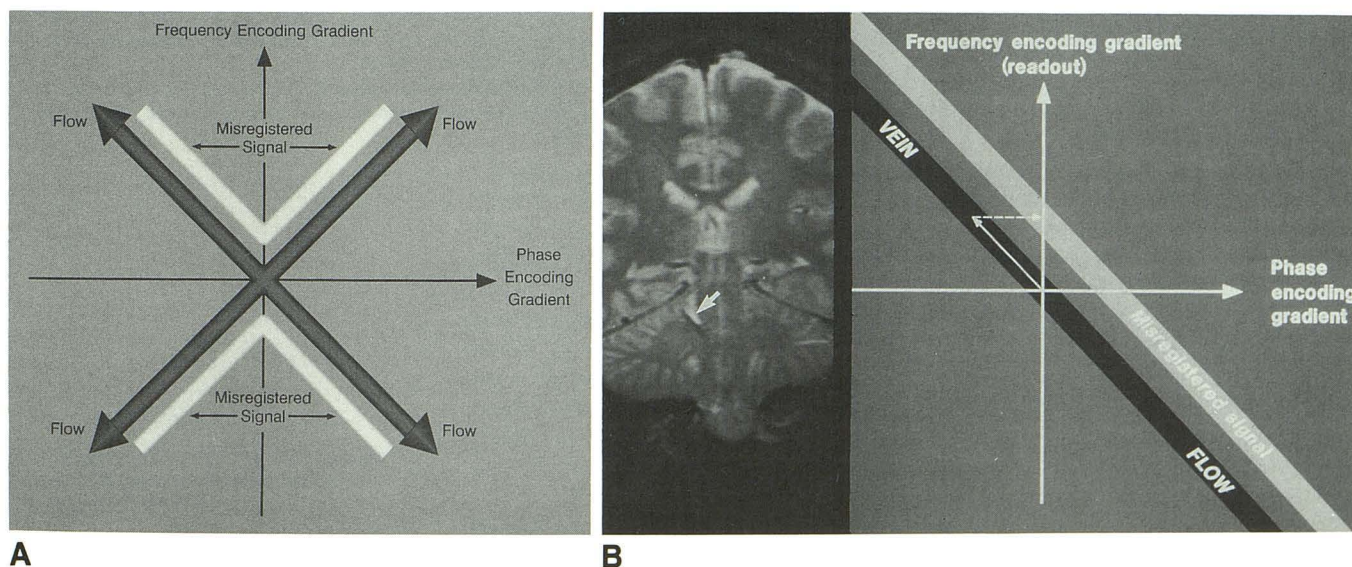 Frequency Encoding Gradient
Flow
Misregistered
Signal
Flow
Phase
Encoding
Gradient
Flow
Misregistered
Signal
Flow
A
Frequency encoding gradient
(readout)
VEIN
Phase
encoding
gradient
Misregistered signal
FLOW
B